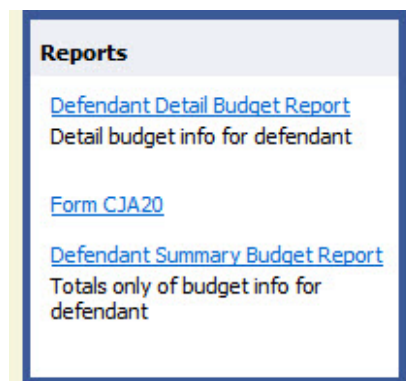 Reports
Defendant Detail Budget Report
Detail budget info for defendant
Form CJA20
Defendant Summary Budget Report
Totals only of budget info for
defendant